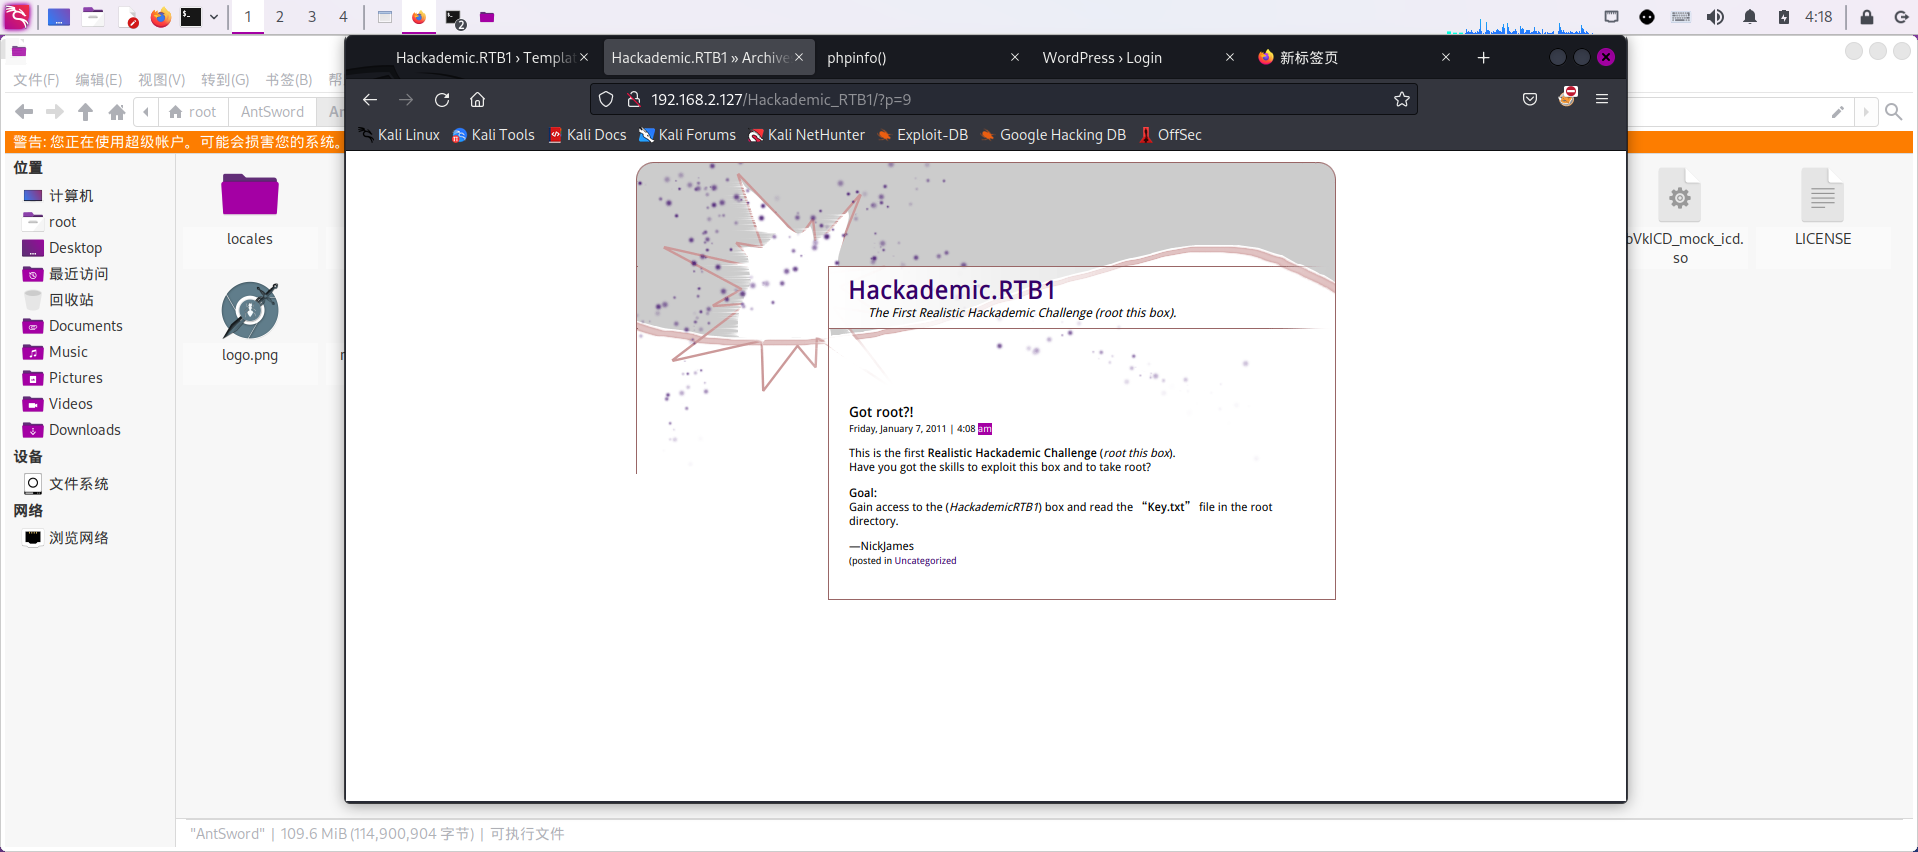 1 2 3 4
2
4:18
文件(F) 编辑(E) 视图(V) 转到(G) 书签(B) 帮
root AntSword An
警告: 您正在使用超级帐户。可能会损害您的系统。
位置
计算机
root
Desktop
最近访问
回收站
Documents
Music
Pictures
Videos
Downloads
设备
文件系统
网络
浏览网络
locales
logo.png
Hackademic.RTB1 › Templat
Hackademic.RTB1 » Archive
phpinfo()
WordPress › Login
新标签页
192.168.2.127/Hackademic_RTB1/?p=9
Kali Linux Kali Tools Kali Docs Kali Forums Kali NetHunter Exploit-DB Google Hacking DB OffSec
Hackademic.RTB1
The First Realistic Hackademic Challenge (root this box).
Got root?!
Friday, January 7, 2011 | 4:08 am
This is the first Realistic Hackademic Challenge (root this box).
Have you got the skills to exploit this box and to take root?
Goal:
Gain access to the (HackademicRTB1) box and read the “Key.txt” file in the root
directory.
—NickJames
(posted in Uncategorized
VkICD_mock_icd.
so
LICENSE
"AntSword" | 109.6 MiB (114,900,904 字节) | 可执行文件